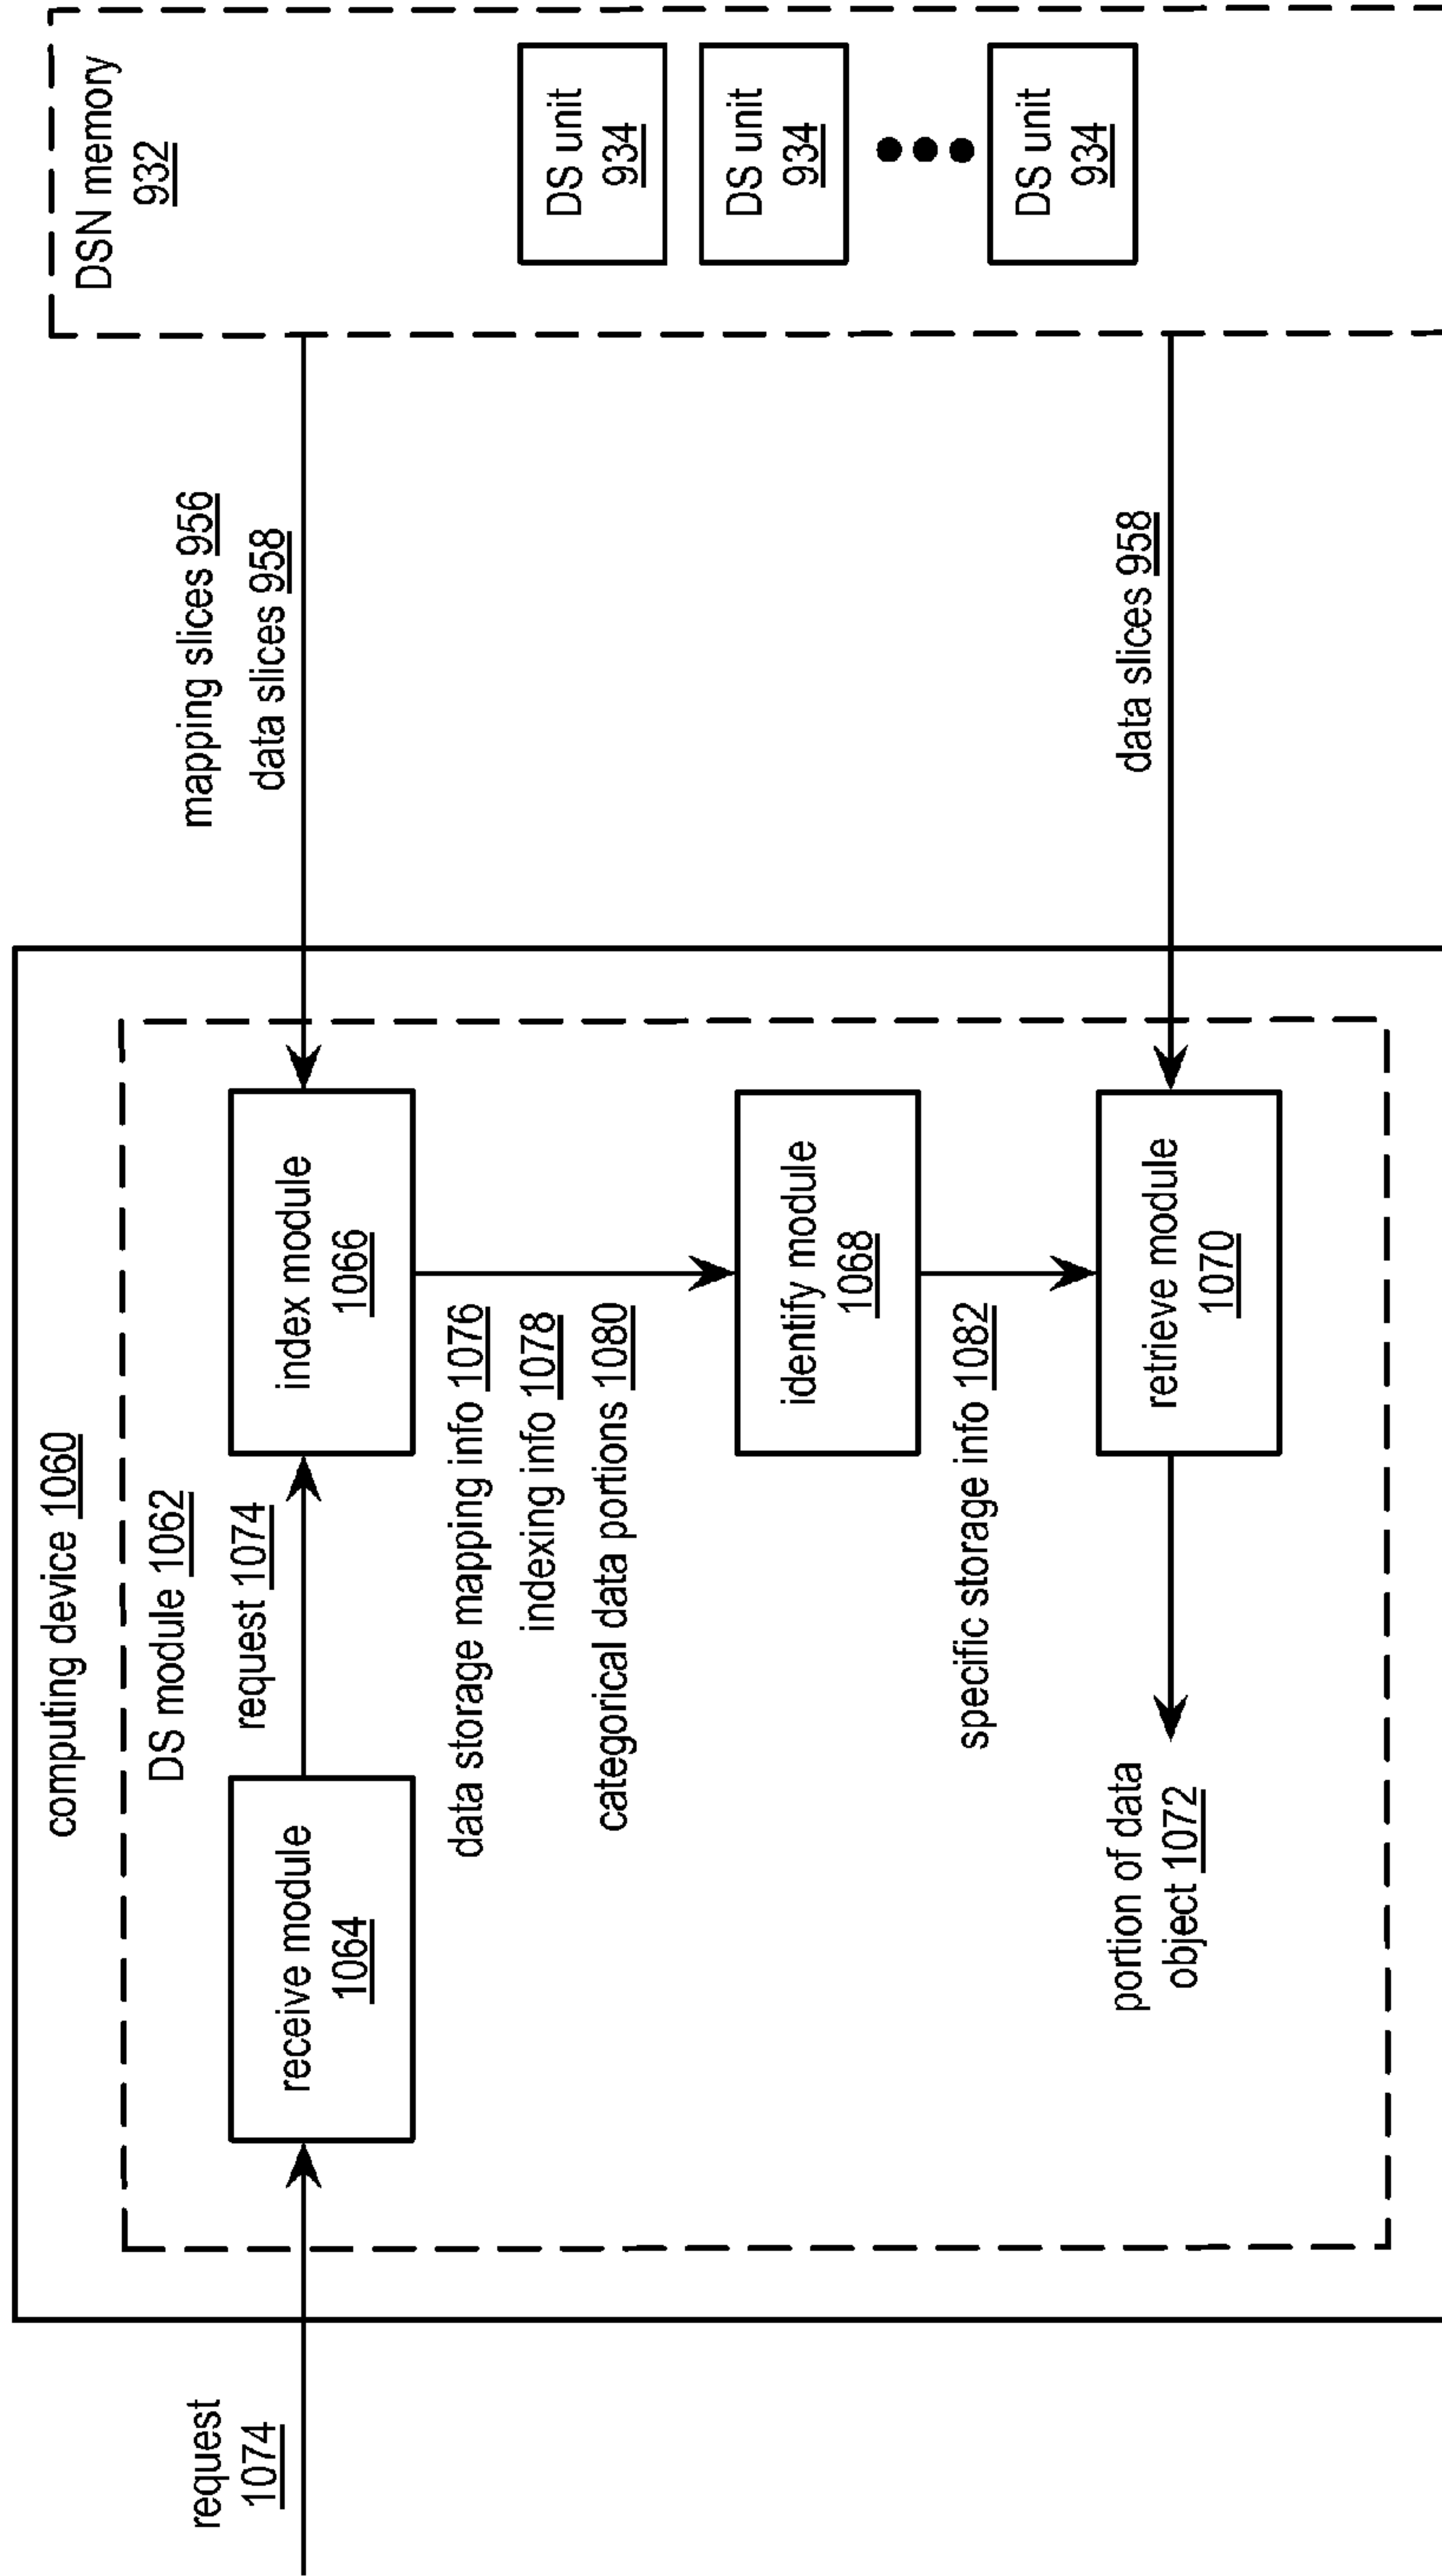 computing device 1060
DS module 1062
request
1074
receive module
1064
request 1074
index module
1066
mapping slices 956
data slices 958
data storage mapping info 1076
indexing info 1078
categorical data portions 1080
identify module
1068
specific storage info 1082
retrieve module
1070
data slices 958
portion of data
object 1072
DSN memory
932
DS unit
934
DS unit
934
DS unit
934